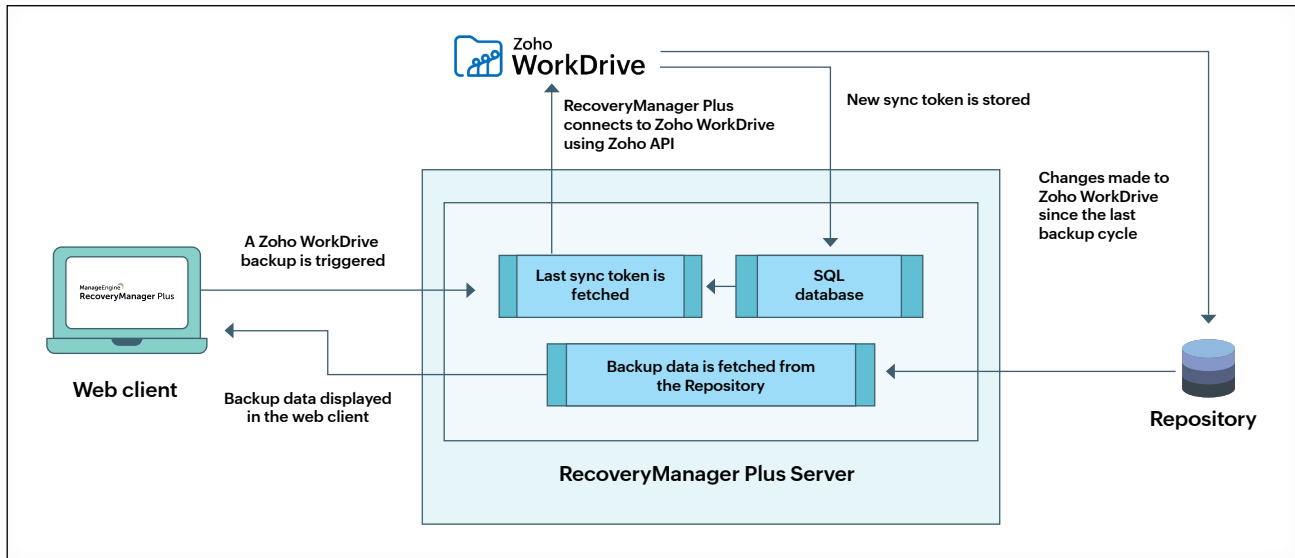 Zoho
WorkDrive
RecoveryManager Plus
connects to Zoho WorkDrive
using Zoho API
New sync token is stored
Changes made to
Zoho WorkDrive
since the last
backup cycle
A Zoho WorkDrive
backup is triggered
ManageEngine
RecoveryManager Plus
Last sync token is
fetched
SQL
database
Web client
Backup data displayed
in the web client
Backup data is fetched from
the Repository
Repository
RecoveryManager Plus Server